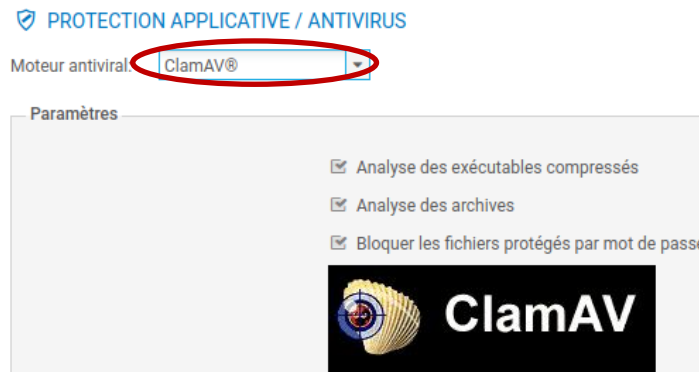 PROTECTION APPLICATIVE / ANTIVIRUS
Moteur antiviral: ClamAV®
Paramètres
Analyse des exécutables compressés
Analyse des archives
Bloquer les fichiers protégés par mot de passe
ClamAV